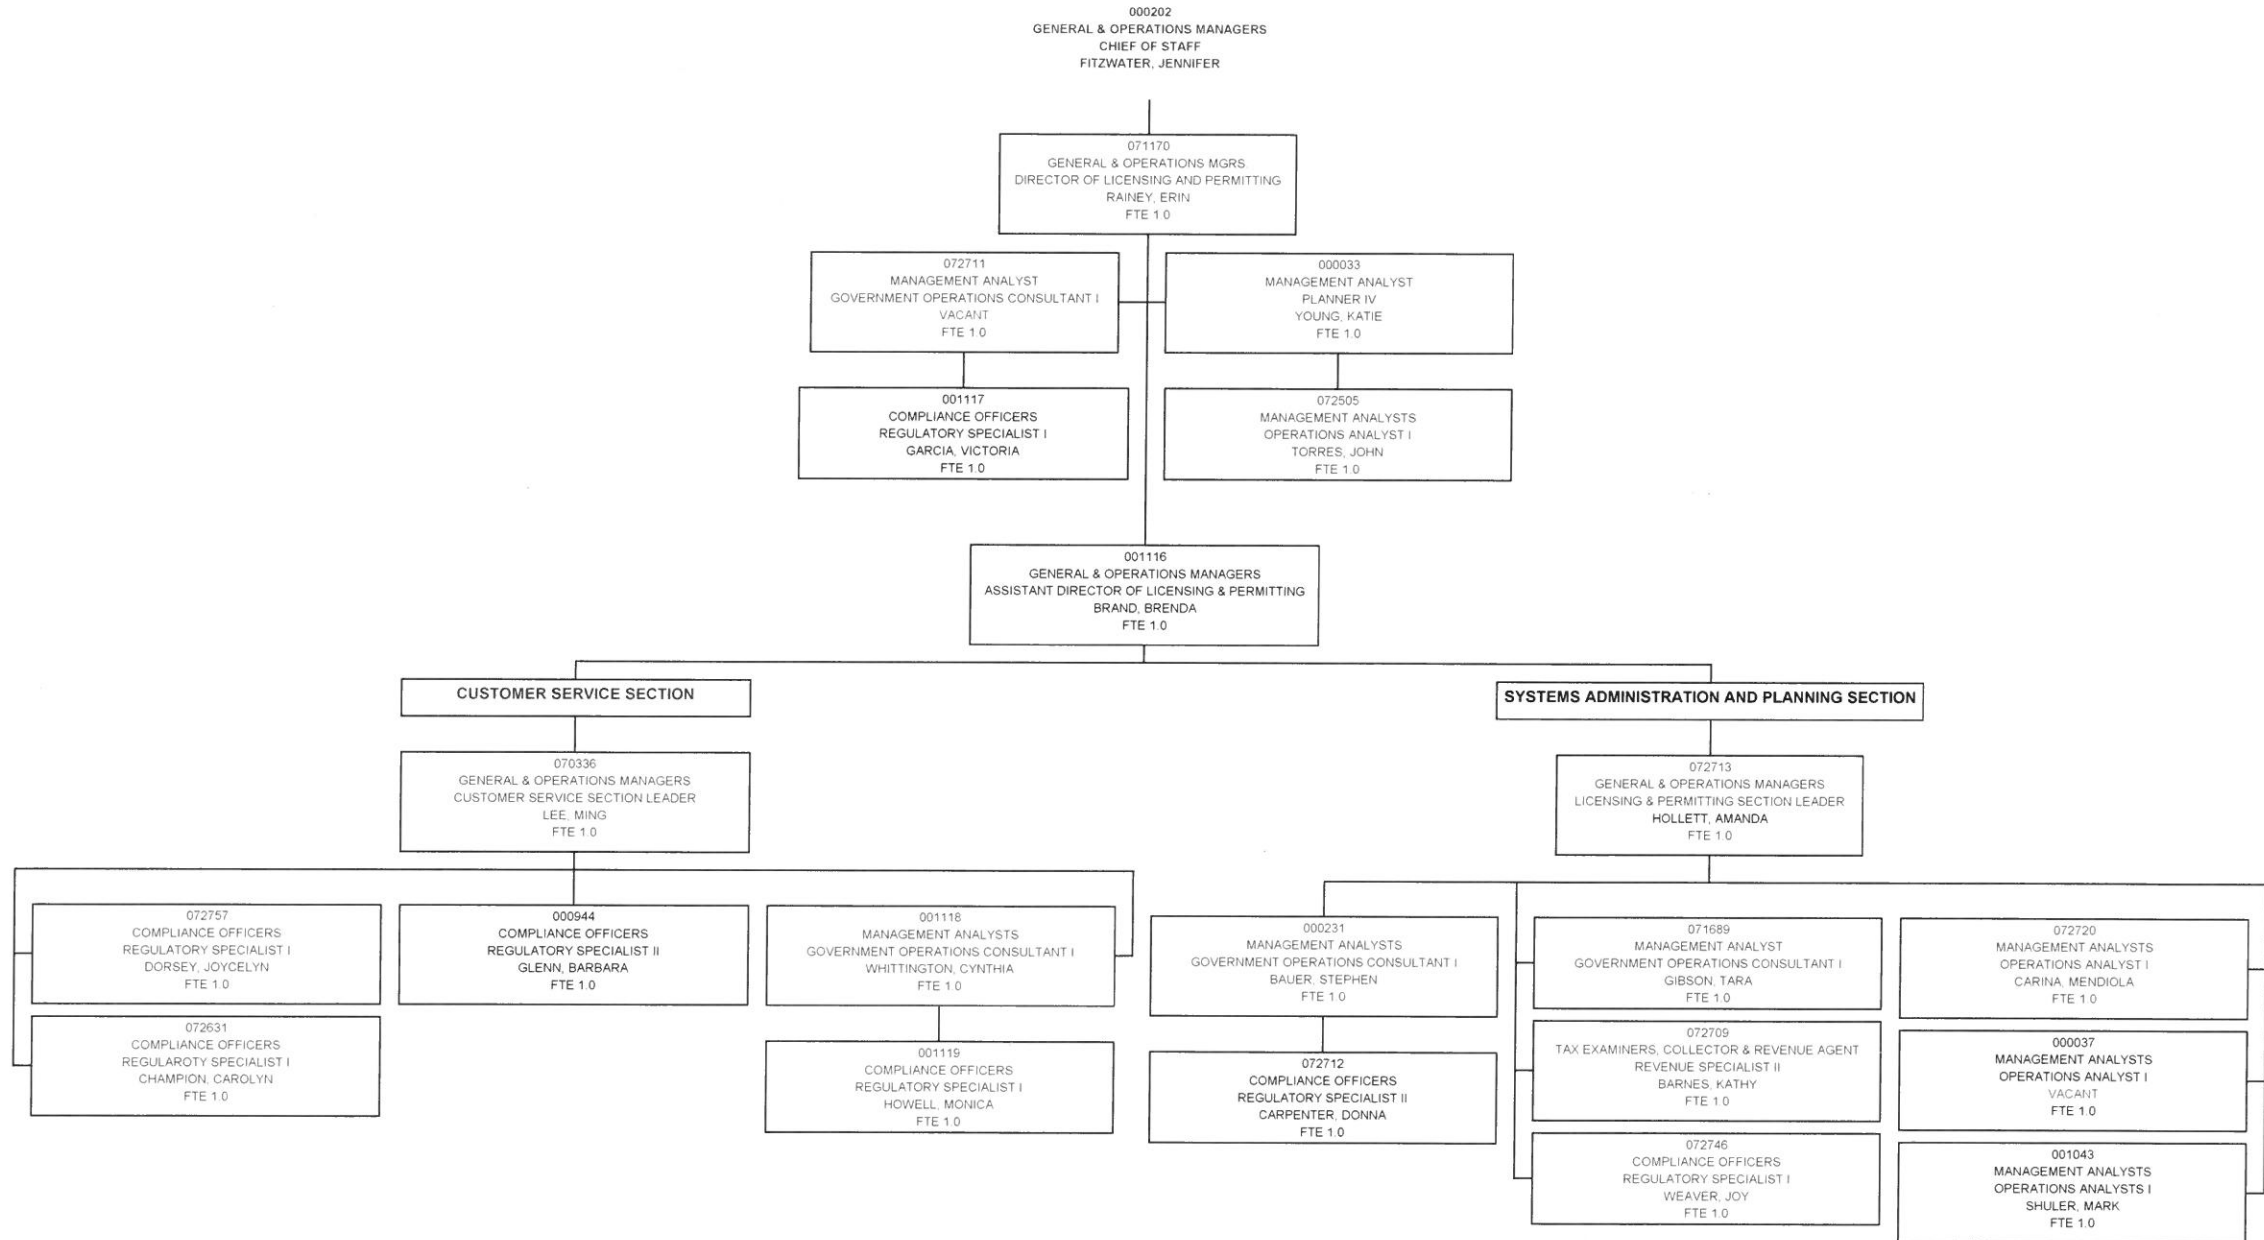 000202
GENERAL & OPERATIONS MANAGERS
CHIEF OF STAFF
FITZWATER, JENNIFER
071170
GENERAL & OPERATIONS MGRS
DIRECTOR OF LICENSING AND PERMITTING
RAINEY, ERIN
FTE 1.0
072711
MANAGEMENT ANALYST
GOVERNMENT OPERATIONS CONSULTANT I
VACANT
FTE 1.0
000033
MANAGEMENT ANALYST
PLANNER IV
YOUNG, KATIE
FTE 1.0
001117
COMPLIANCE OFFICERS
REGULATORY SPECIALIST I
GARCIA, VICTORIA
FTE 1.0
072505
MANAGEMENT ANALYSTS
OPERATIONS ANALYST I
TORRES, JOHN
FTE 1.0
001116
GENERAL & OPERATIONS MANAGERS
ASSISTANT DIRECTOR OF LICENSING & PERMITTING
BRAND, BRENDA
FTE 1.0
CUSTOMER SERVICE SECTION
SYSTEMS ADMINISTRATION AND PLANNING SECTION
070336
GENERAL & OPERATIONS MANAGERS
CUSTOMER SERVICE SECTION LEADER
LEE, MING
FTE 1.0
072713
GENERAL & OPERATIONS MANAGERS
LICENSING & PERMITTING SECTION LEADER
HOLLETT, AMANDA
FTE 1.0
072757
COMPLIANCE OFFICERS
REGULATORY SPECIALIST I
DORSEY, JOYCELYN
FTE 1.0
000944
COMPLIANCE OFFICERS
REGULATORY SPECIALIST II
GLENN, BARBARA
FTE 1.0
001118
MANAGEMENT ANALYSTS
GOVERNMENT OPERATIONS CONSULTANT I
WHITTINGTON, CYNTHIA
FTE 1.0
000231
MANAGEMENT ANALYSTS
GOVERNMENT OPERATIONS CONSULTANT I
BAUER, STEPHEN
FTE 1.0
071689
MANAGEMENT ANALYST
GOVERNMENT OPERATIONS CONSULTANT I
GIBSON, TARA
FTE 1.0
072720
MANAGEMENT ANALYSTS
OPERATIONS ANALYST I
CARINA, MENDIOLA
FTE 1.0
072631
COMPLIANCE OFFICERS
REGULAROTY SPECIALIST I
CHAMPION, CAROLYN
FTE 1.0
001119
COMPLIANCE OFFICERS
REGULATORY SPECIALIST I
HOWELL, MONICA
FTE 1.0
072712
COMPLIANCE OFFICERS
REGULATORY SPECIALIST II
CARPENTER, DONNA
FTE 1.0
072709
TAX EXAMINERS, COLLECTOR & REVENUE AGENT
REVENUE SPECIALIST II
BARNES, KATHY
FTE 1.0
000037
MANAGEMENT ANALYSTS
OPERATIONS ANALYST I
VACANT
FTE 1.0
072746
COMPLIANCE OFFICERS
REGULATORY SPECIALIST I
WEAVER, JOY
FTE 1.0
001043
MANAGEMENT ANALYSTS
OPERATIONS ANALYSTS I
SHULER, MARK
FTE 1.0